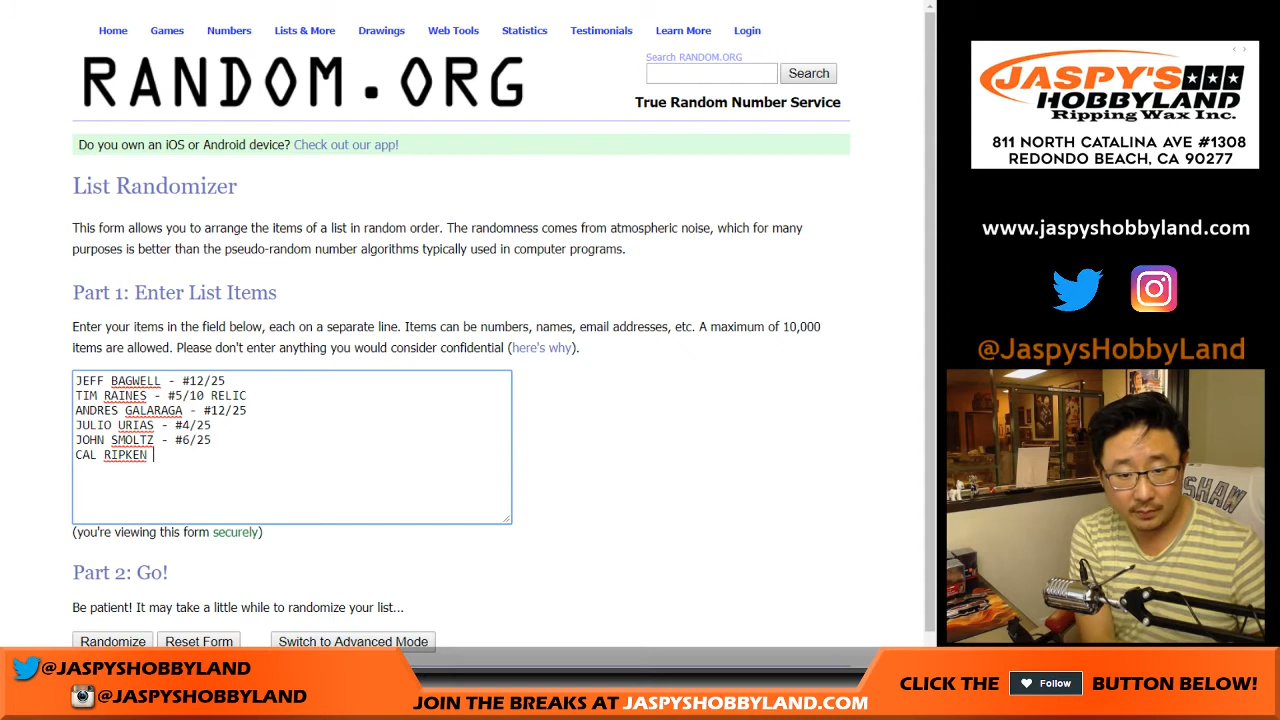 Home Games Numbers Lists & More Drawings Web Tools Statistics Testimonials Learn More Login
RANDOM.ORG
Search RANDOM.ORG
Search
True Random Number Service
Do you own an iOS or Android device? Check out our app!
List Randomizer
This form allows you to arrange the items of a list in random order. The randomness comes from atmospheric noise, which for many
purposes is better than the pseudo-random number algorithms typically used in computer programs.
Part 1: Enter List Items
Enter your items in the field below, each on a separate line. Items can be numbers, names, email addresses, etc. A maximum of 10,000
items are allowed. Please don't enter anything you would consider confidential (here's why).
JEFF BAGWELL - #12/25
TIM RAINES - #5/10 RELIC
ANDRES GALARAGA - #12/25
JULIO URIAS - #4/25
JOHN SMOLTZ - #6/25
CAL RIPKEN
(you're viewing this form securely)
Part 2: Go!
Be patient! It may take a little while to randomize your list...
Randomize Reset Form Switch to Advanced Mode
JASPY'S
HOBBYLAND
Ripping Wax Inc.
811 NORTH CATALINA AVE #1308
REDONDO BEACH, CA 90277
www.jaspyshobbyland.com
@JaspysHobbyLand
SHAW
@JASPYSHOBBYLAND
@JASPYSHOBBYLAND
JOIN THE BREAKS AT JASPYSHOBBYLAND.COM
CLICK THE Follow BUTTON BELOW!